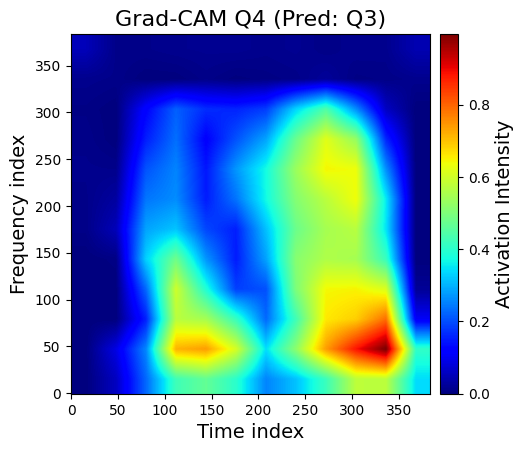 Grad-CAM Q4 (Pred: Q3)
Frequency index
350
300
250
200
150
100
50
0
0 50 100 150 200 250 300 350
Time index
0.8
0.6
0.4
0.2
0.0
Activation Intensity